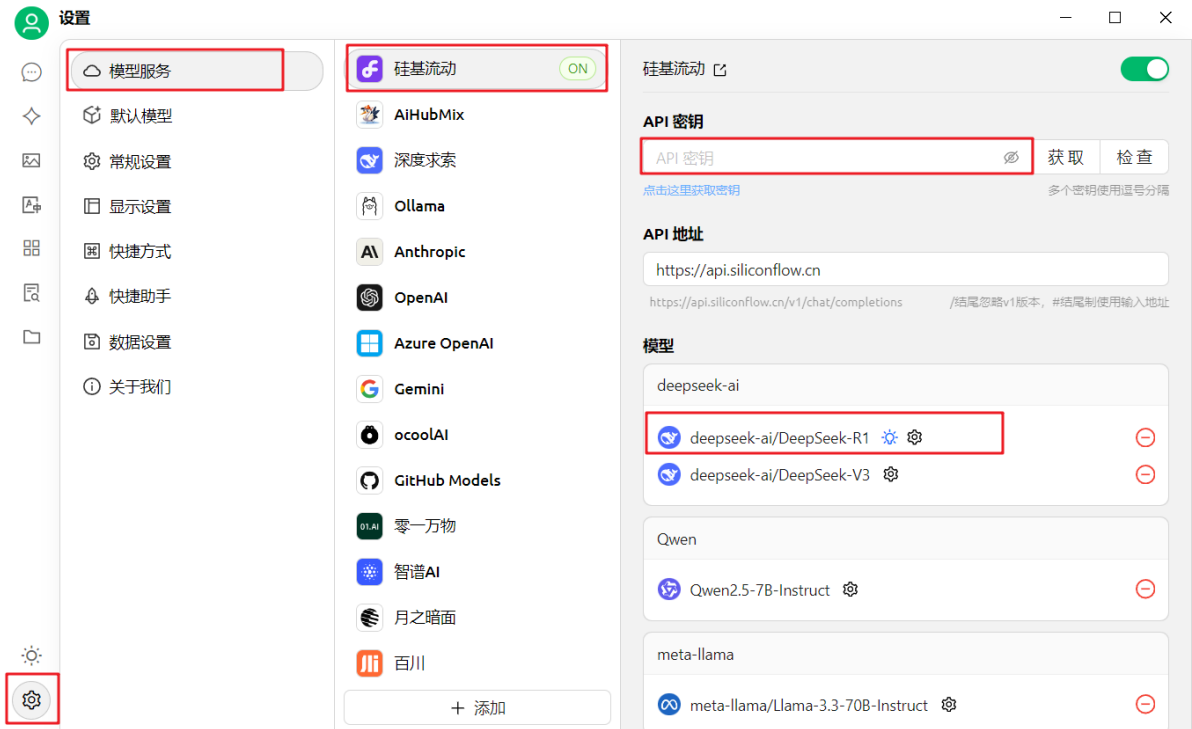 设置
模型服务
默认模型
常规设置
显示设置
快捷方式
快捷助手
数据设置
关于我们
硅基流动 ON
AiHubMix
深度求索
Ollama
Anthropic
OpenAI
Azure OpenAI
Gemini
ocoolAI
GitHub Models
零一万物
智谱AI
月之暗面
百川
添加
硅基流动
API 密钥
API 密钥 获取 检查
点击这里获取密钥 多个密钥使用逗号分隔
API 地址
https://api.siliconflow.cn
https://api.siliconflow.cn/v1/chat/completions /结尾忽略v1版本，#结尾制使用输入地址
模型
deepseek-ai
deepseek-ai/DeepSeek-R1
deepseek-ai/DeepSeek-V3
Qwen
Qwen2.5-7B-Instruct
meta-llama
meta-llama/Llama-3.3-70B-Instruct